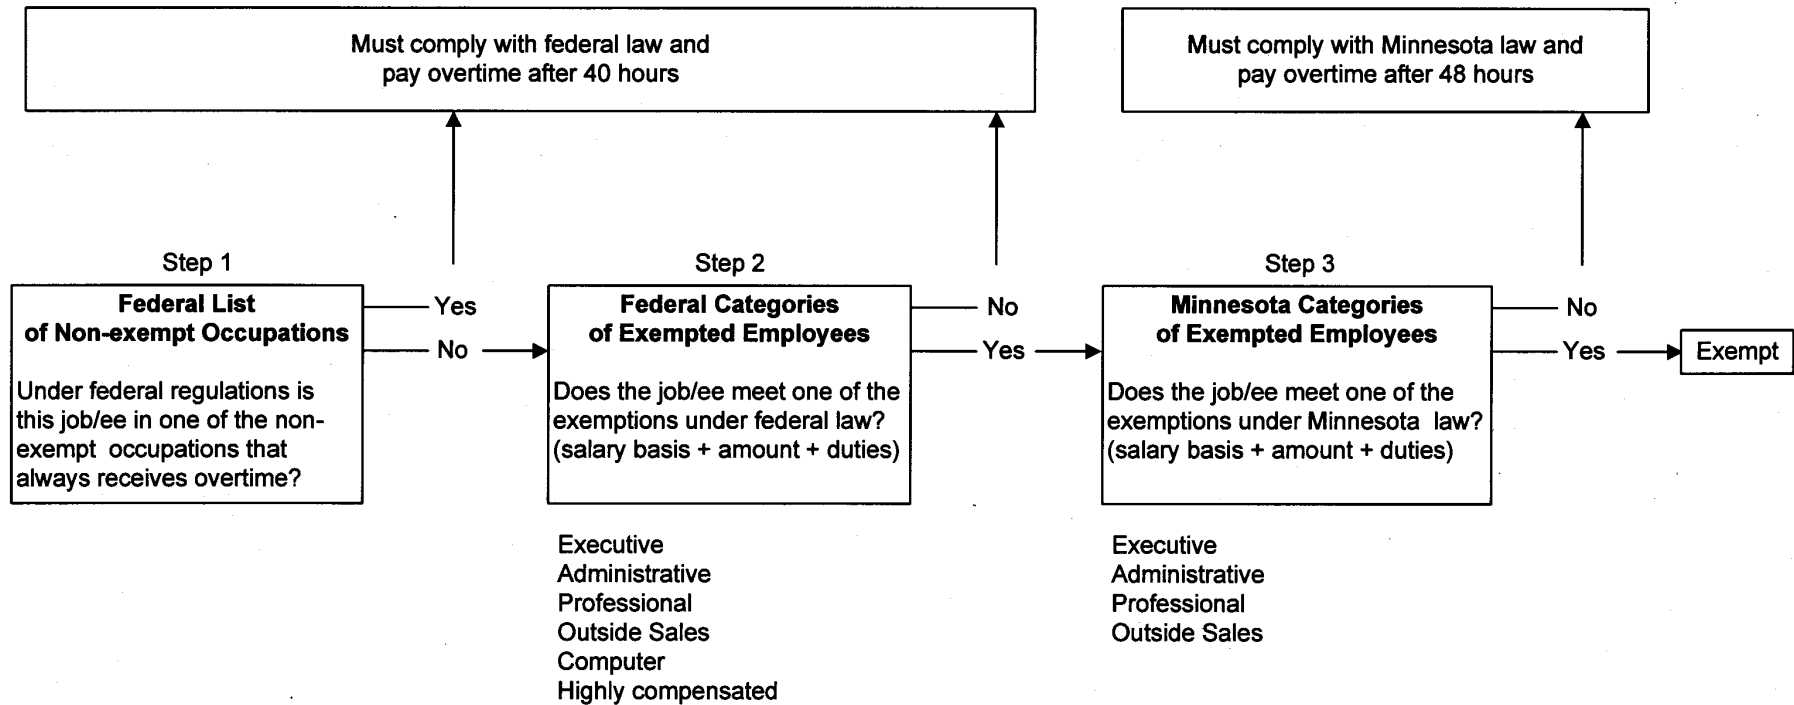 Must comply with federal law and
pay overtime after 40 hours
Must comply with Minnesota law and
pay overtime after 48 hours
Step 1
Federal List
of Non-exempt Occupations
Under federal regulations is
this job/ee in one of the non-
exempt occupations that
always receives overtime?
Yes
No
Step 2
Federal Categories
of Exempted Employees
Does the job/ee meet one of the
exemptions under federal law?
(salary basis + amount + duties)
Executive
Administrative
Professional
Outside Sales
Computer
Highly compensated
No
Yes
Step 3
Minnesota Categories
of Exempted Employees
Does the job/ee meet one of the
exemptions under Minnesota law?
(salary basis + amount + duties)
Executive
Administrative
Professional
Outside Sales
No
Yes
Exempt